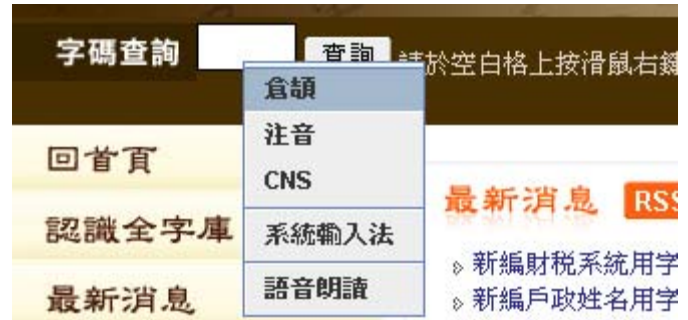 字碼查詢
查詢
請於空白格上按滑鼠右鍵
倉頡
注音
CNS
系統輸入法
語音朗讀
回首頁
認識全字庫
最新消息
最新消息 RSS
新編財稅系統用字
新編戶政姓名用字